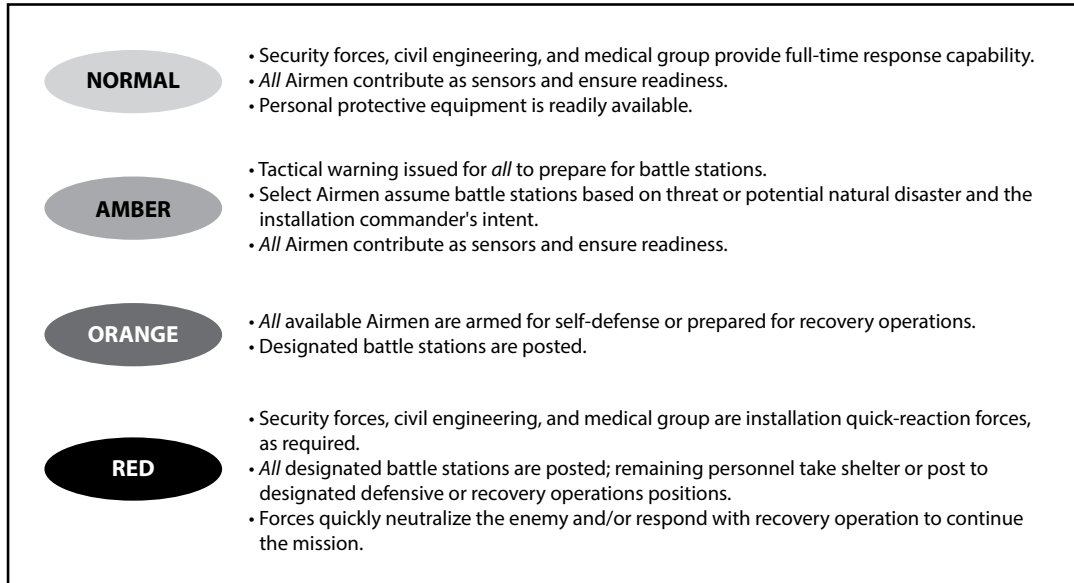 NORMAL
• Security forces, civil engineering, and medical group provide full-time response capability.
• All Airmen contribute as sensors and ensure readiness.
• Personal protective equipment is readily available.
AMBER
• Tactical warning issued for all to prepare for battle stations.
• Select Airmen assume battle stations based on threat or potential natural disaster and the
installation commander's intent.
• All Airmen contribute as sensors and ensure readiness.
ORANGE
• All available Airmen are armed for self-defense or prepared for recovery operations.
• Designated battle stations are posted.
RED
• Security forces, civil engineering, and medical group are installation quick-reaction forces,
as required.
• All designated battle stations are posted; remaining personnel take shelter or post to
designated defensive or recovery operations positions.
• Forces quickly neutralize the enemy and/or respond with recovery operation to continue
the mission.